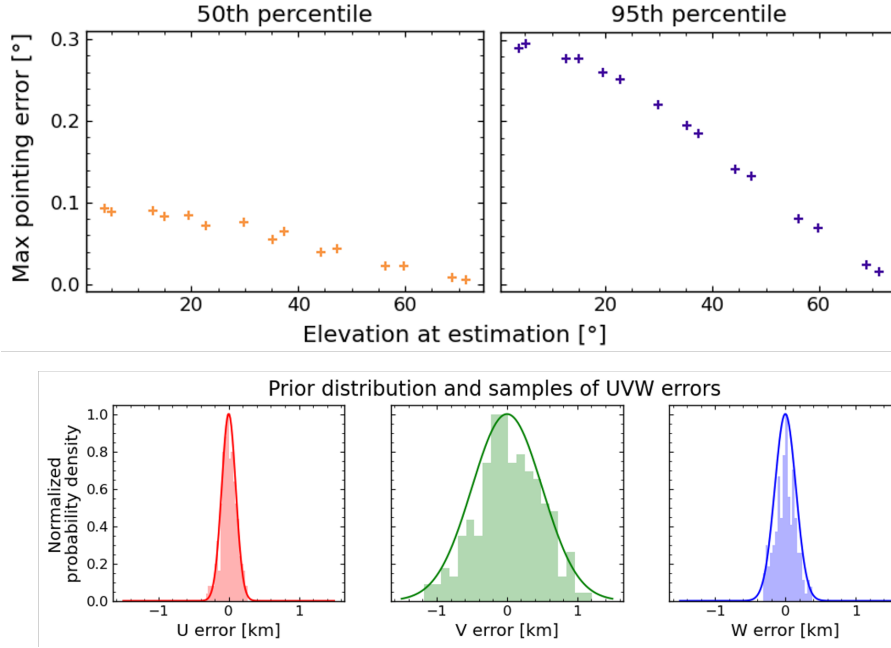 50th percentile
95th percentile
Max pointing error [°]
0.3
0.2
0.1
0.0
20
40
60
20
40
60
Elevation at estimation [°]
Prior distribution and samples of UVW errors
Normalized
probability density
1.0
0.8
0.6
0.4
0.2
0.0
−1
0
1
−1
0
1
−1
0
1
U error [km]
V error [km]
W error [km]